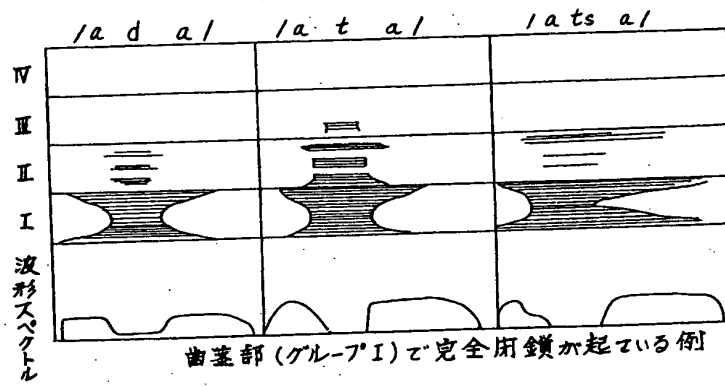 /a d a/ /a t a/ /a ts a/
IV
III
II
I
波形スペクトル
歯茎部(グループI)で完全閉鎖が起っている例